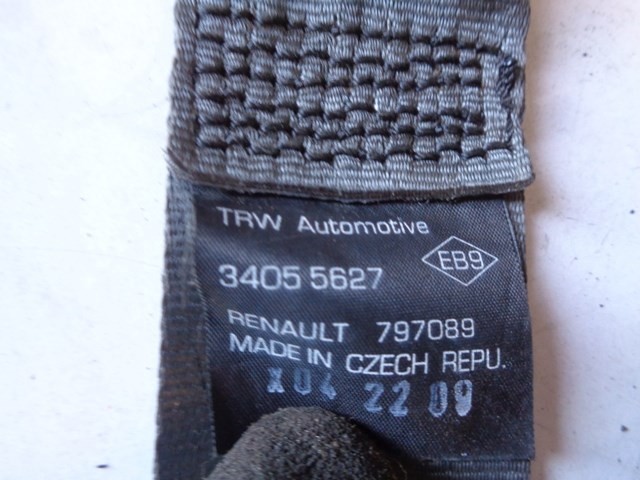 TRW Automotive
EB9
3405 5627
RENAULT 797089
MADE IN CZECH REPU.
X04 22 09